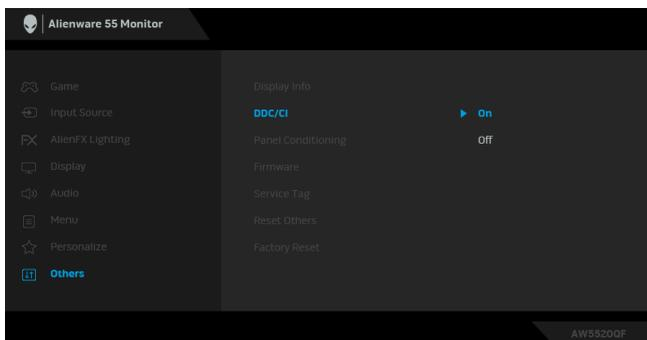 Alienware 55 Monitor
Game
Input Source
AlienFX Lighting
Display
Audio
Menu
Personalize
Others
Display Info
DDC/CI
Panel Conditioning
Firmware
Service Tag
Reset Others
Factory Reset
On
Off
AW5520QF